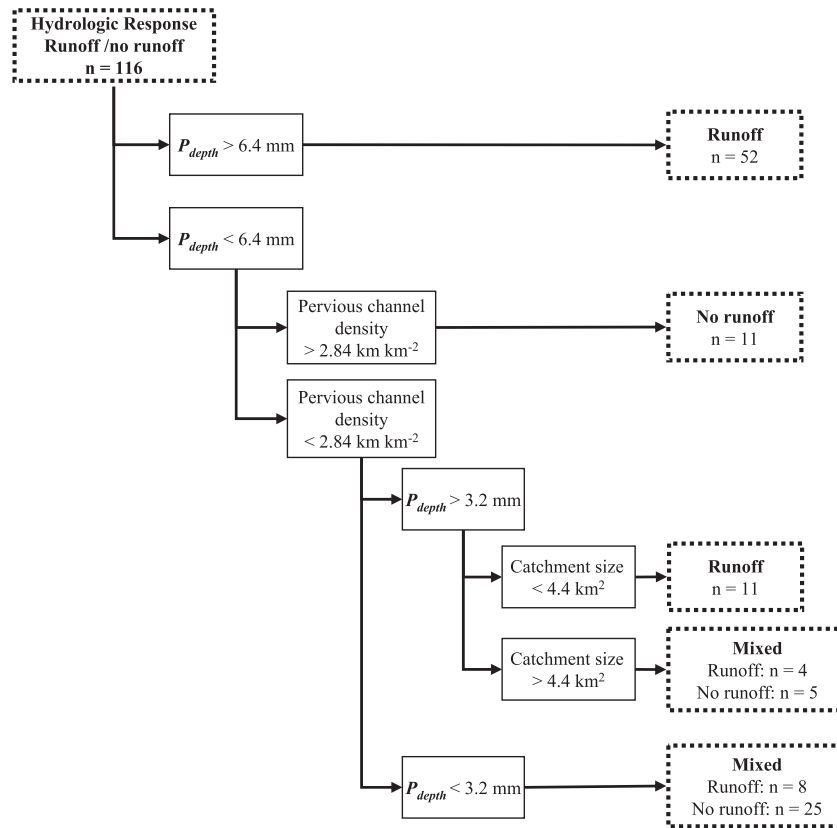 Hydrologic Response
Runoff /no runoff
n = 116
P_depth > 6.4 mm
Runoff
n = 52
P_depth < 6.4 mm
Pervious channel
density
> 2.84 km km⁻²
No runoff
n = 11
Pervious channel
density
< 2.84 km km⁻²
P_depth > 3.2 mm
Catchment size
< 4.4 km²
Runoff
n = 11
Catchment size
> 4.4 km²
Mixed
Runoff: n = 4
No runoff: n = 5
P_depth < 3.2 mm
Mixed
Runoff: n = 8
No runoff: n = 25